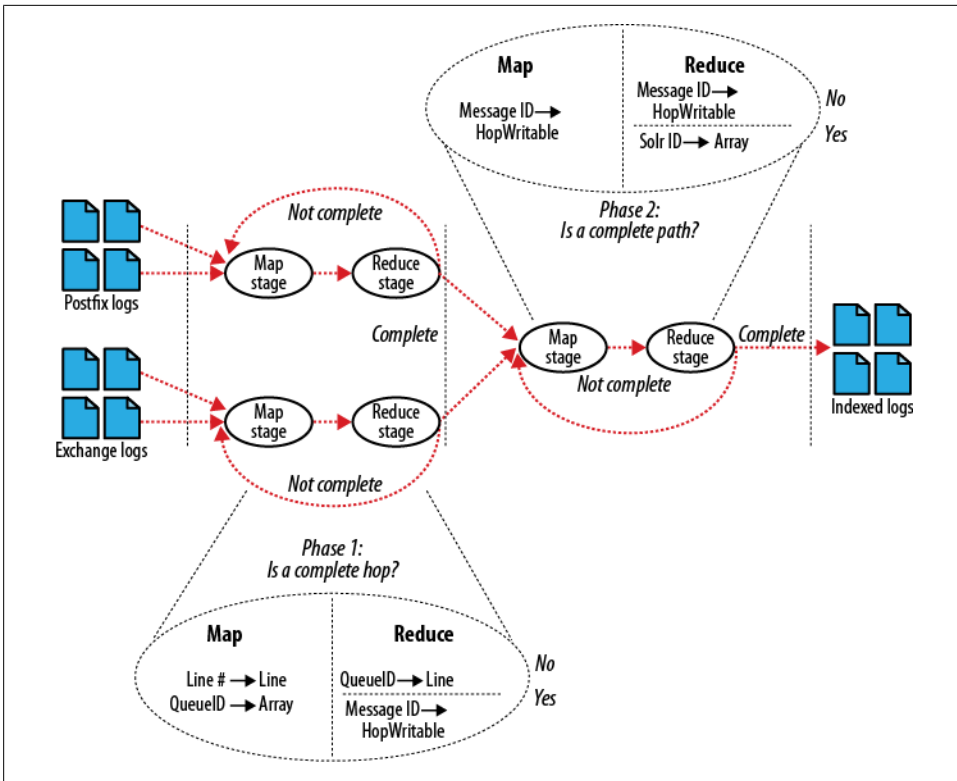 Map
Reduce
Message ID→
HopWritable
Message ID→
HopWritable
No
Yes
Solr ID→ Array
Phase 2:
Is a complete path?
Not complete
Map
stage
Reduce
stage
Postfix logs
Complete
Map
stage
Reduce
stage
Complete
Not complete
Indexed logs
Map
stage
Reduce
stage
Exchange logs
Not complete
Phase 1:
Is a complete hop?
Map
Reduce
Line # → Line
QueueID → Array
QueueID → Line
Message ID→
HopWritable
No
Yes